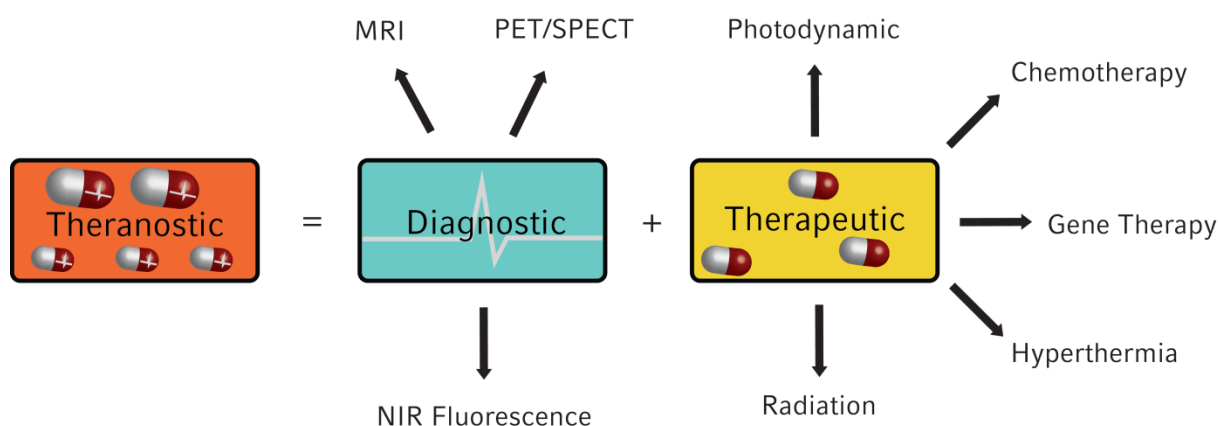 MRI
PET/SPECT
Photodynamic
Chemotherapy
Theranostic
=
Diagnostic
+
Therapeutic
Gene Therapy
Hyperthermia
NIR Fluorescence
Radiation